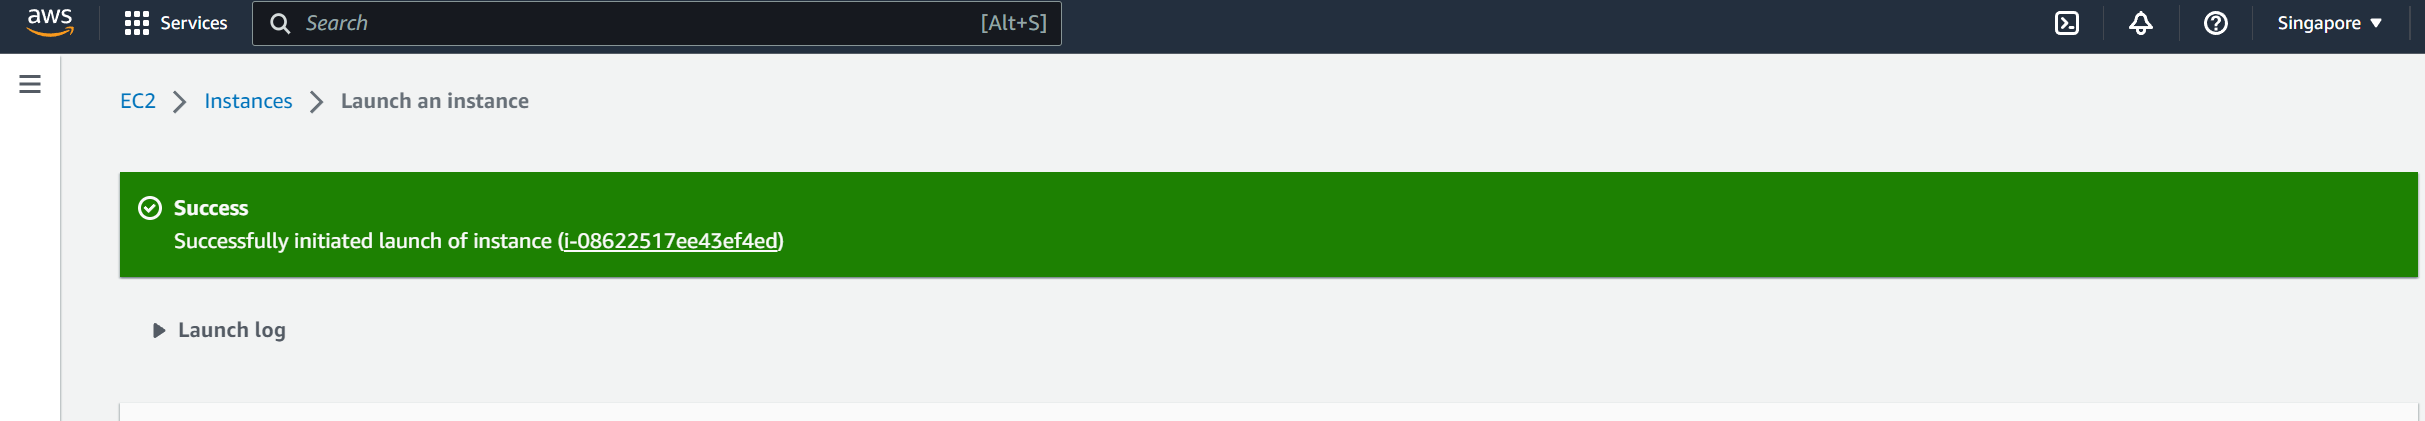 aws
Services
Search [Alt+S]
Singapore
EC2 > Instances > Launch an instance
Success
Successfully initiated launch of instance (i-08622517ee43ef4ed)
Launch log